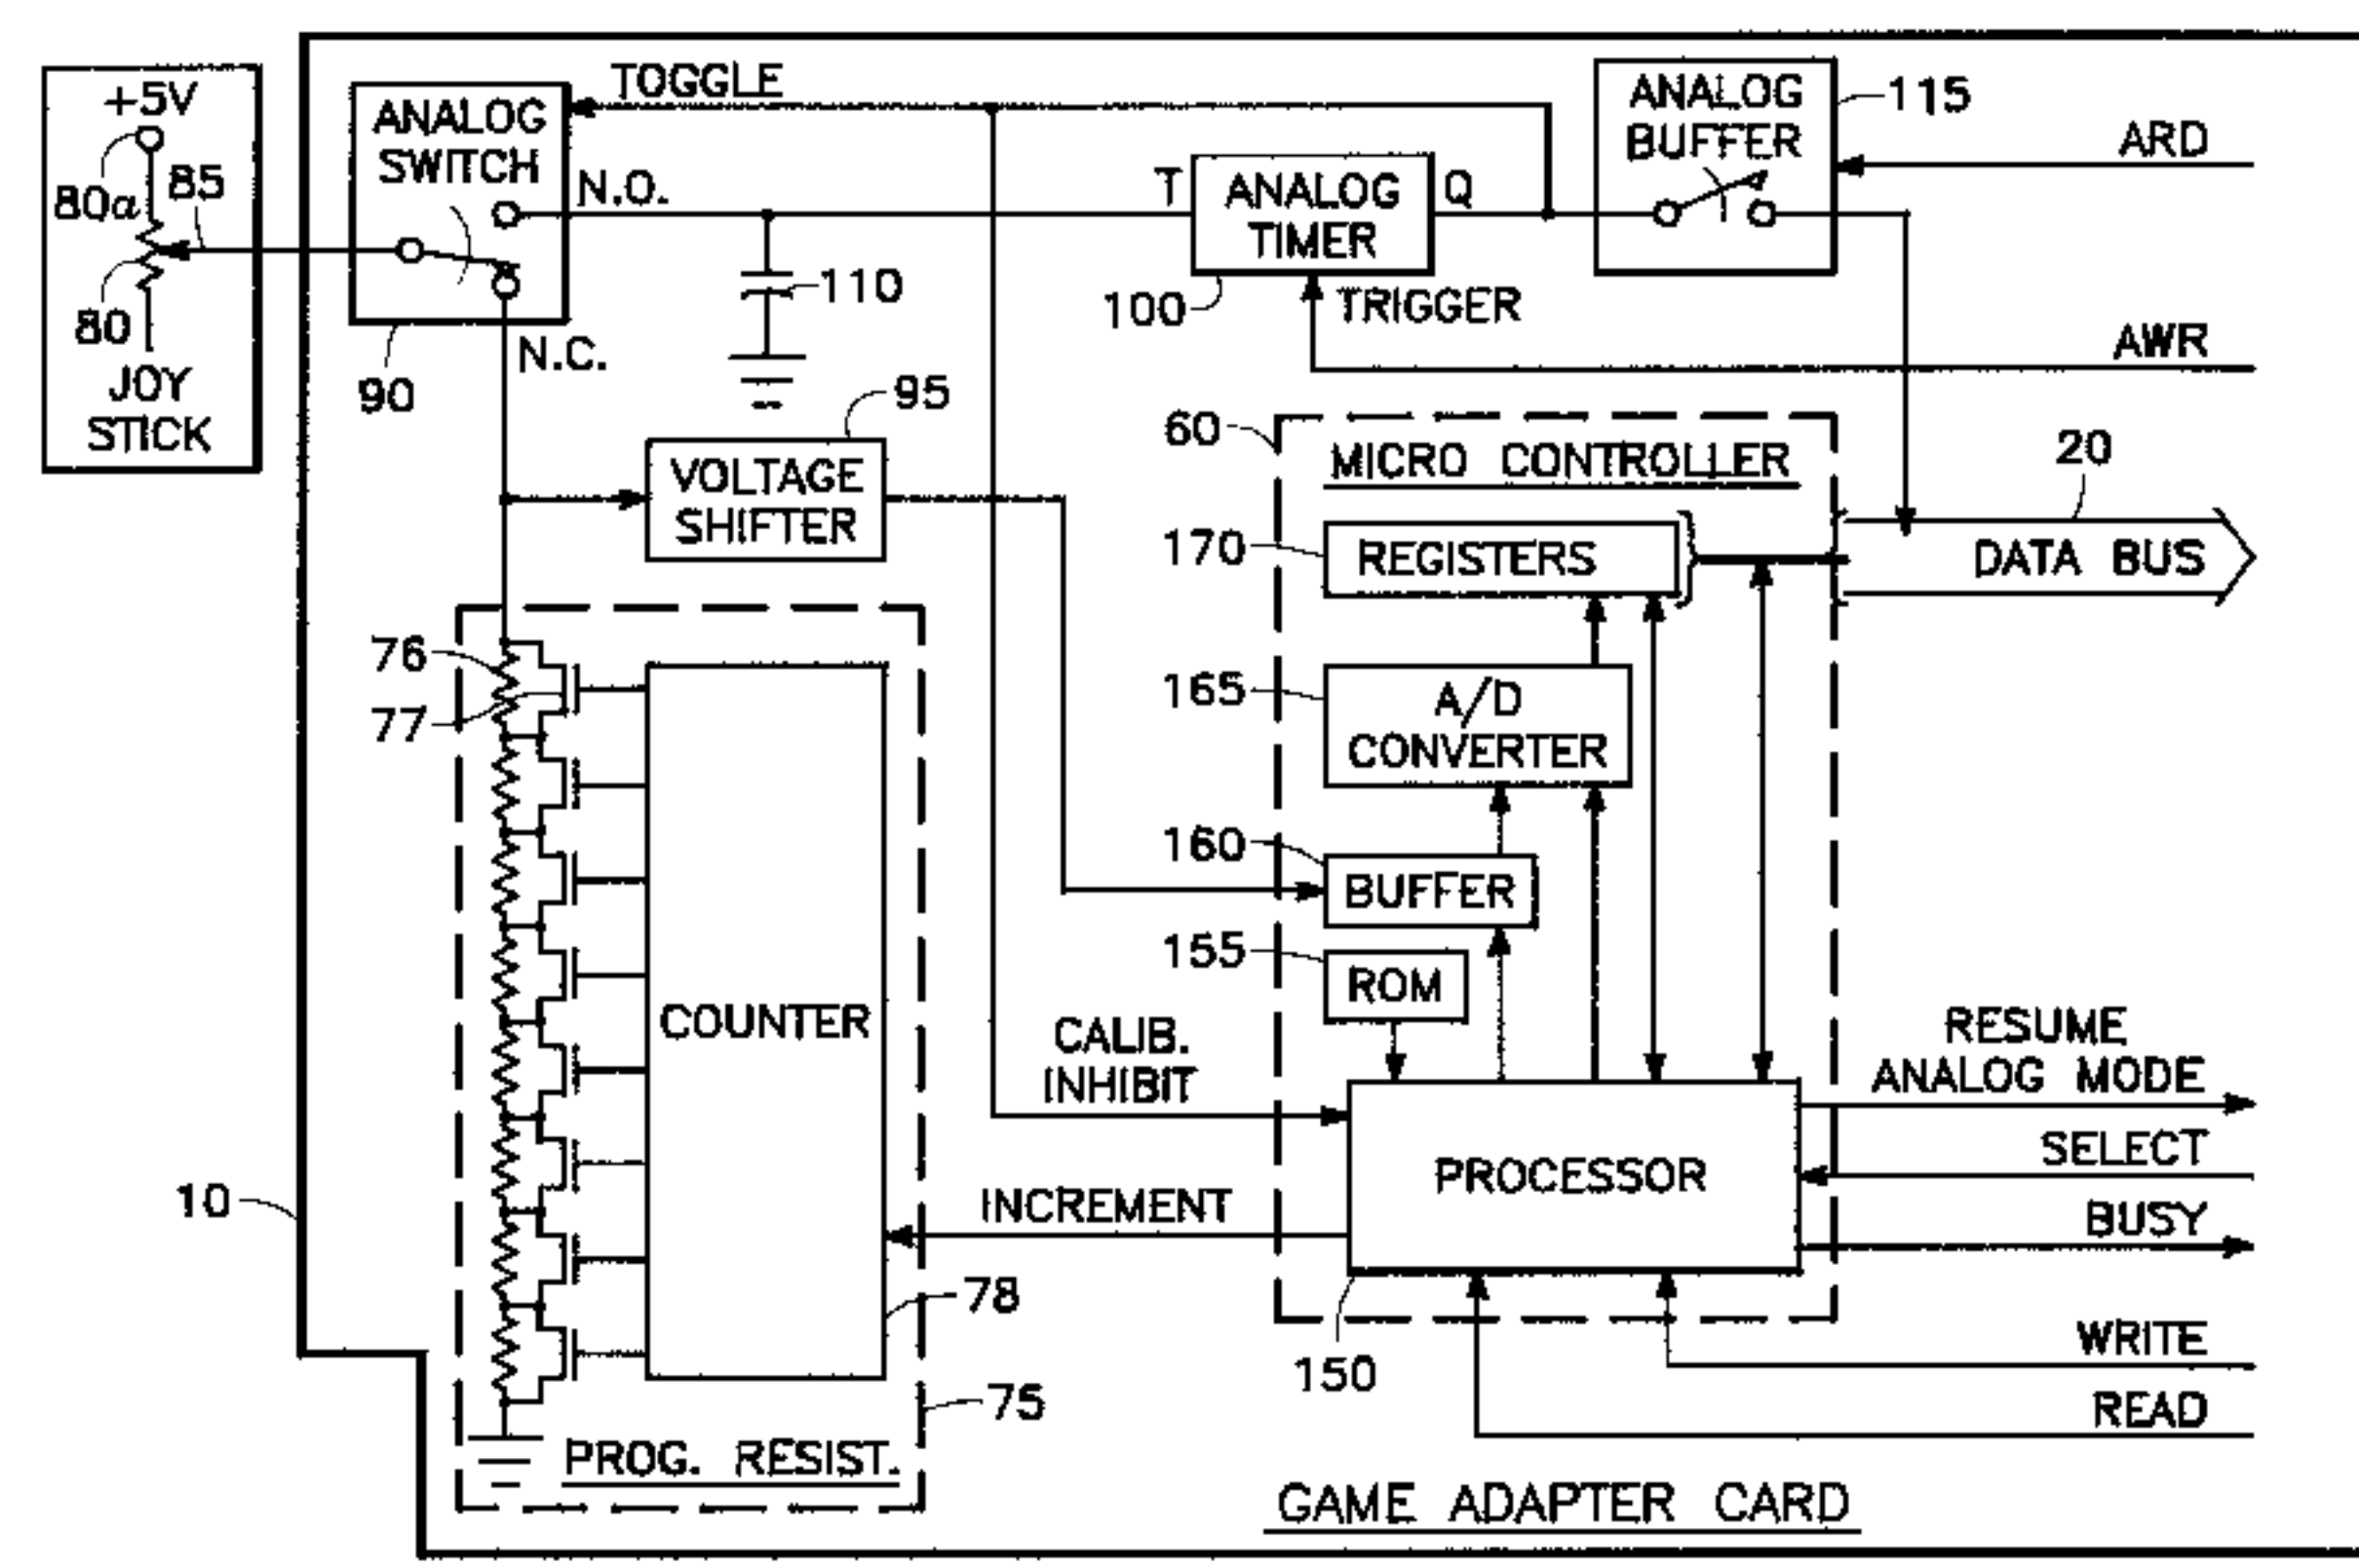 +5V
80a
85
80
JOY
STICK
ANALOG
SWITCH
90
TOGGLE
N.O.
N.C.
110
T
ANALOG
TIMER
Q
100
TRIGGER
ANALOG
BUFFER
115
ARD
AWR
95
VOLTAGE
SHIFTER
60
MICRO CONTROLLER
20
170
REGISTERS
DATA BUS
76
77
165
A/D
CONVERTER
160
BUFFER
155
ROM
COUNTER
CALIB.
INHIBIT
RESUME
ANALOG MODE
PROCESSOR
SELECT
10
INCREMENT
BUSY
78
150
WRITE
75
READ
PROG. RESIST.
GAME ADAPTER CARD